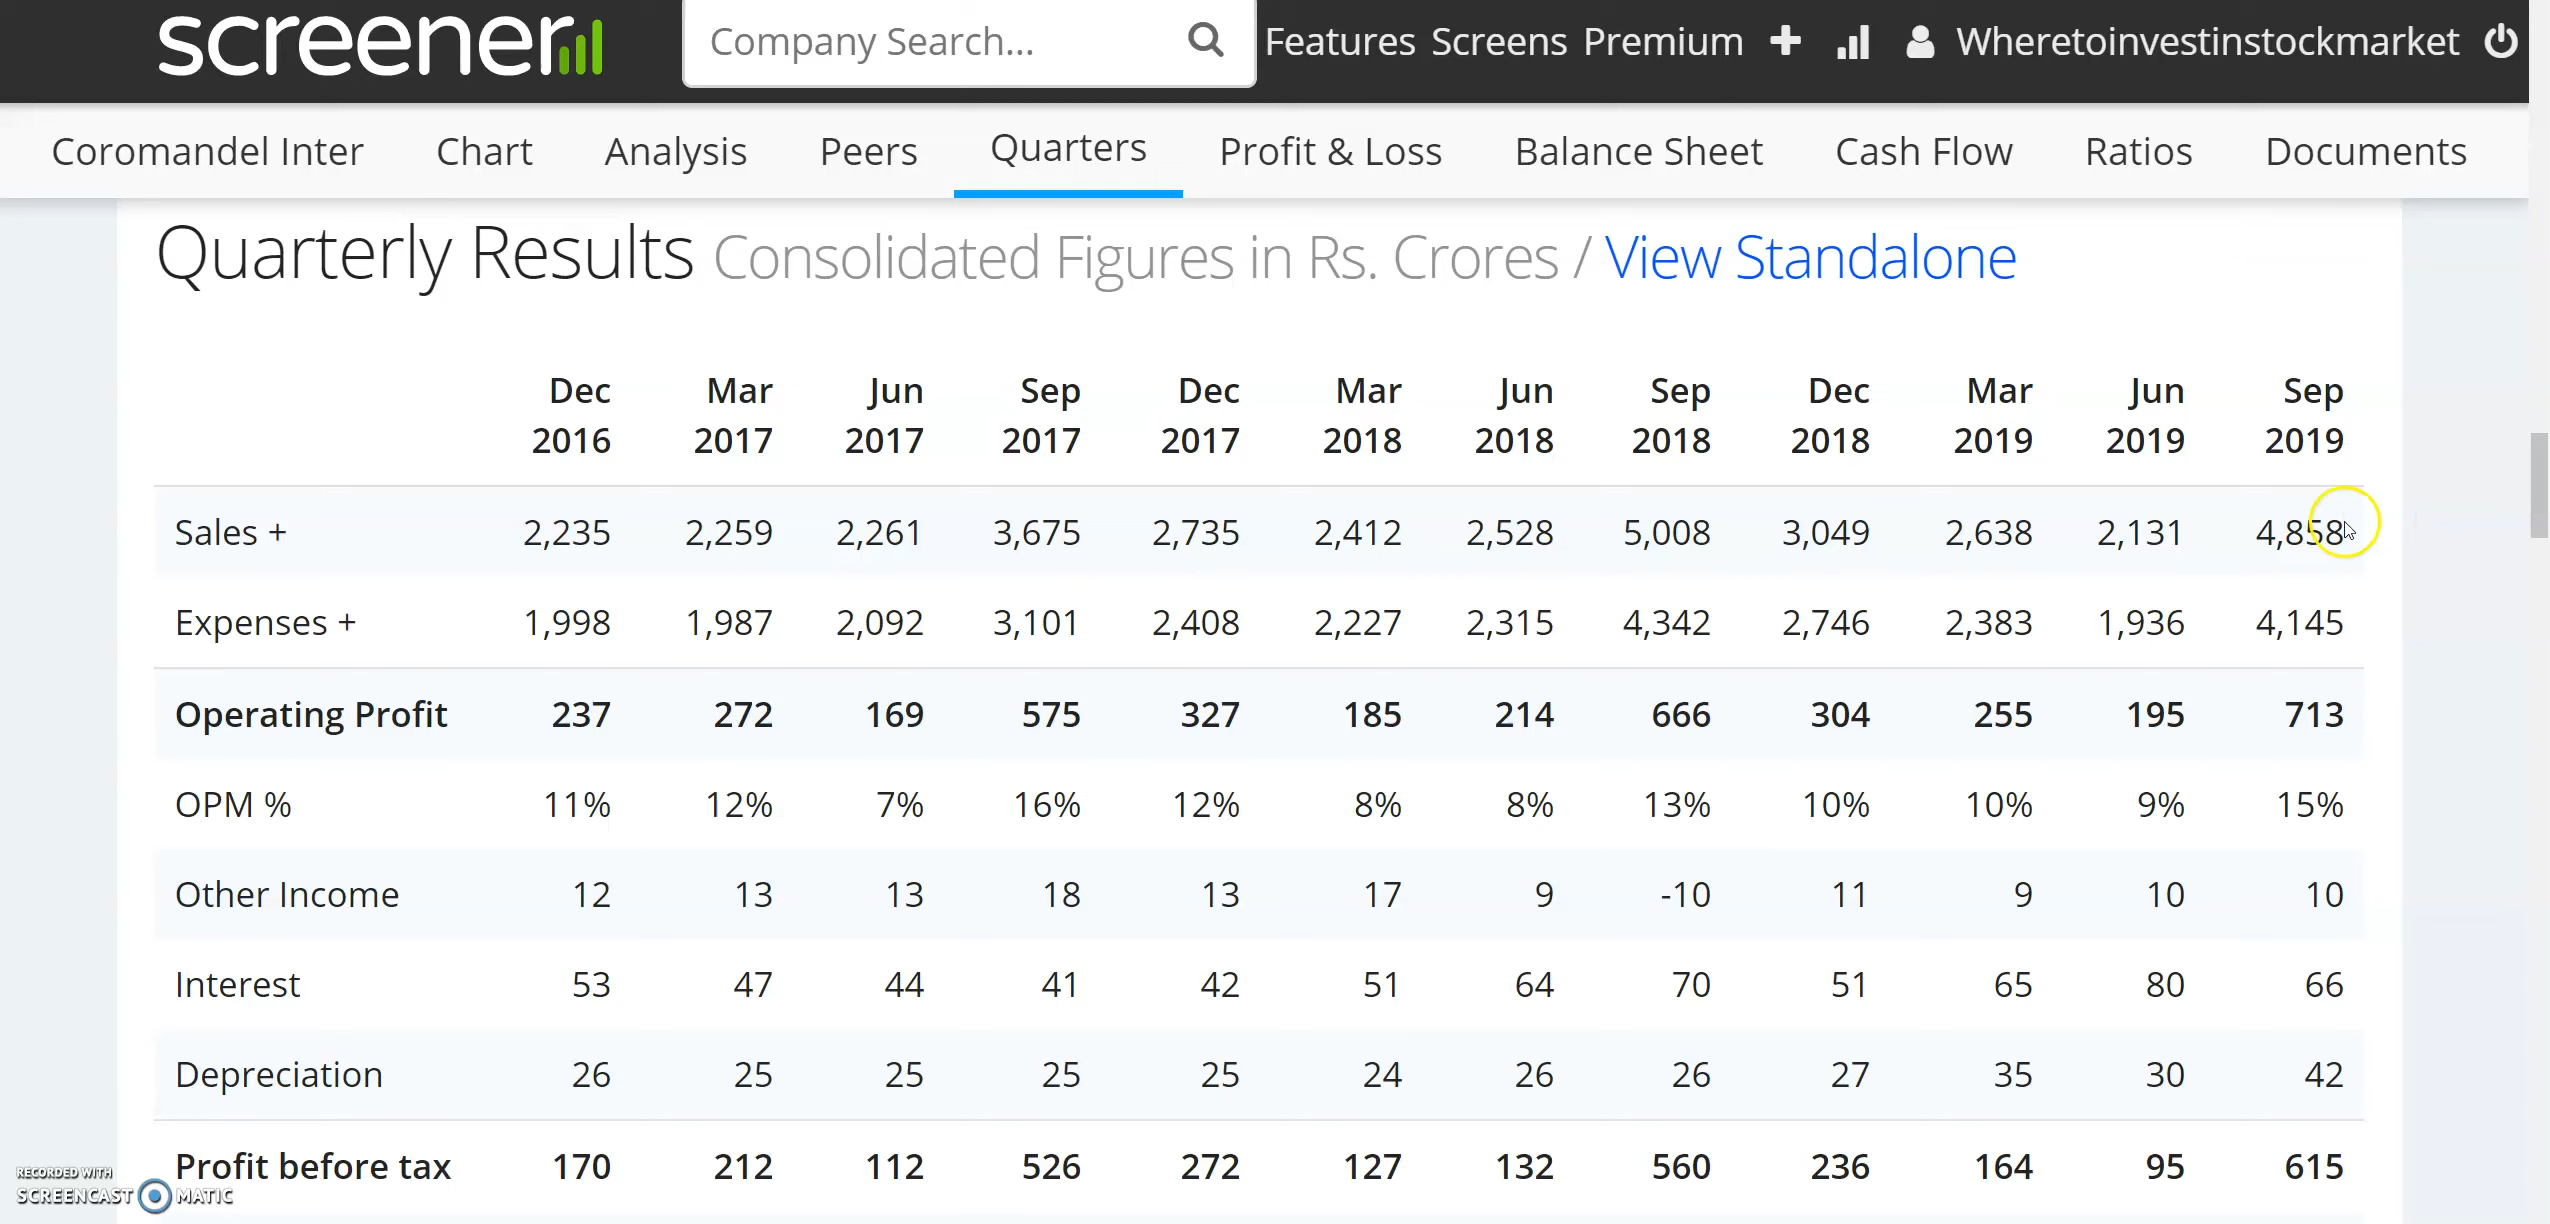 screener
Company Search...
Features Screens Premium Wheretoinvestinstockmarket
Coromandel Inter Chart Analysis Peers Quarters Profit & Loss Balance Sheet Cash Flow Ratios Documents
Quarterly Results Consolidated Figures in Rs. Crores / View Standalone
Dec 2016 Mar 2017 Jun 2017 Sep 2017 Dec 2017 Mar 2018 Jun 2018 Sep 2018 Dec 2018 Mar 2019 Jun 2019 Sep 2019
Sales + 2,235 2,259 2,261 3,675 2,735 2,412 2,528 5,008 3,049 2,638 2,131 4,858
Expenses + 1,998 1,987 2,092 3,101 2,408 2,227 2,315 4,342 2,746 2,383 1,936 4,145
Operating Profit 237 272 169 575 327 185 214 666 304 255 195 713
OPM % 11% 12% 7% 16% 12% 8% 8% 13% 10% 10% 9% 15%
Other Income 12 13 13 18 13 17 9 -10 11 9 10 10
Interest 53 47 44 41 42 51 64 70 51 65 80 66
Depreciation 26 25 25 25 25 24 26 26 27 35 30 42
Profit before tax 170 212 112 526 272 127 132 560 236 164 95 615
RECORDED WITH
SCREENCAST MATIC